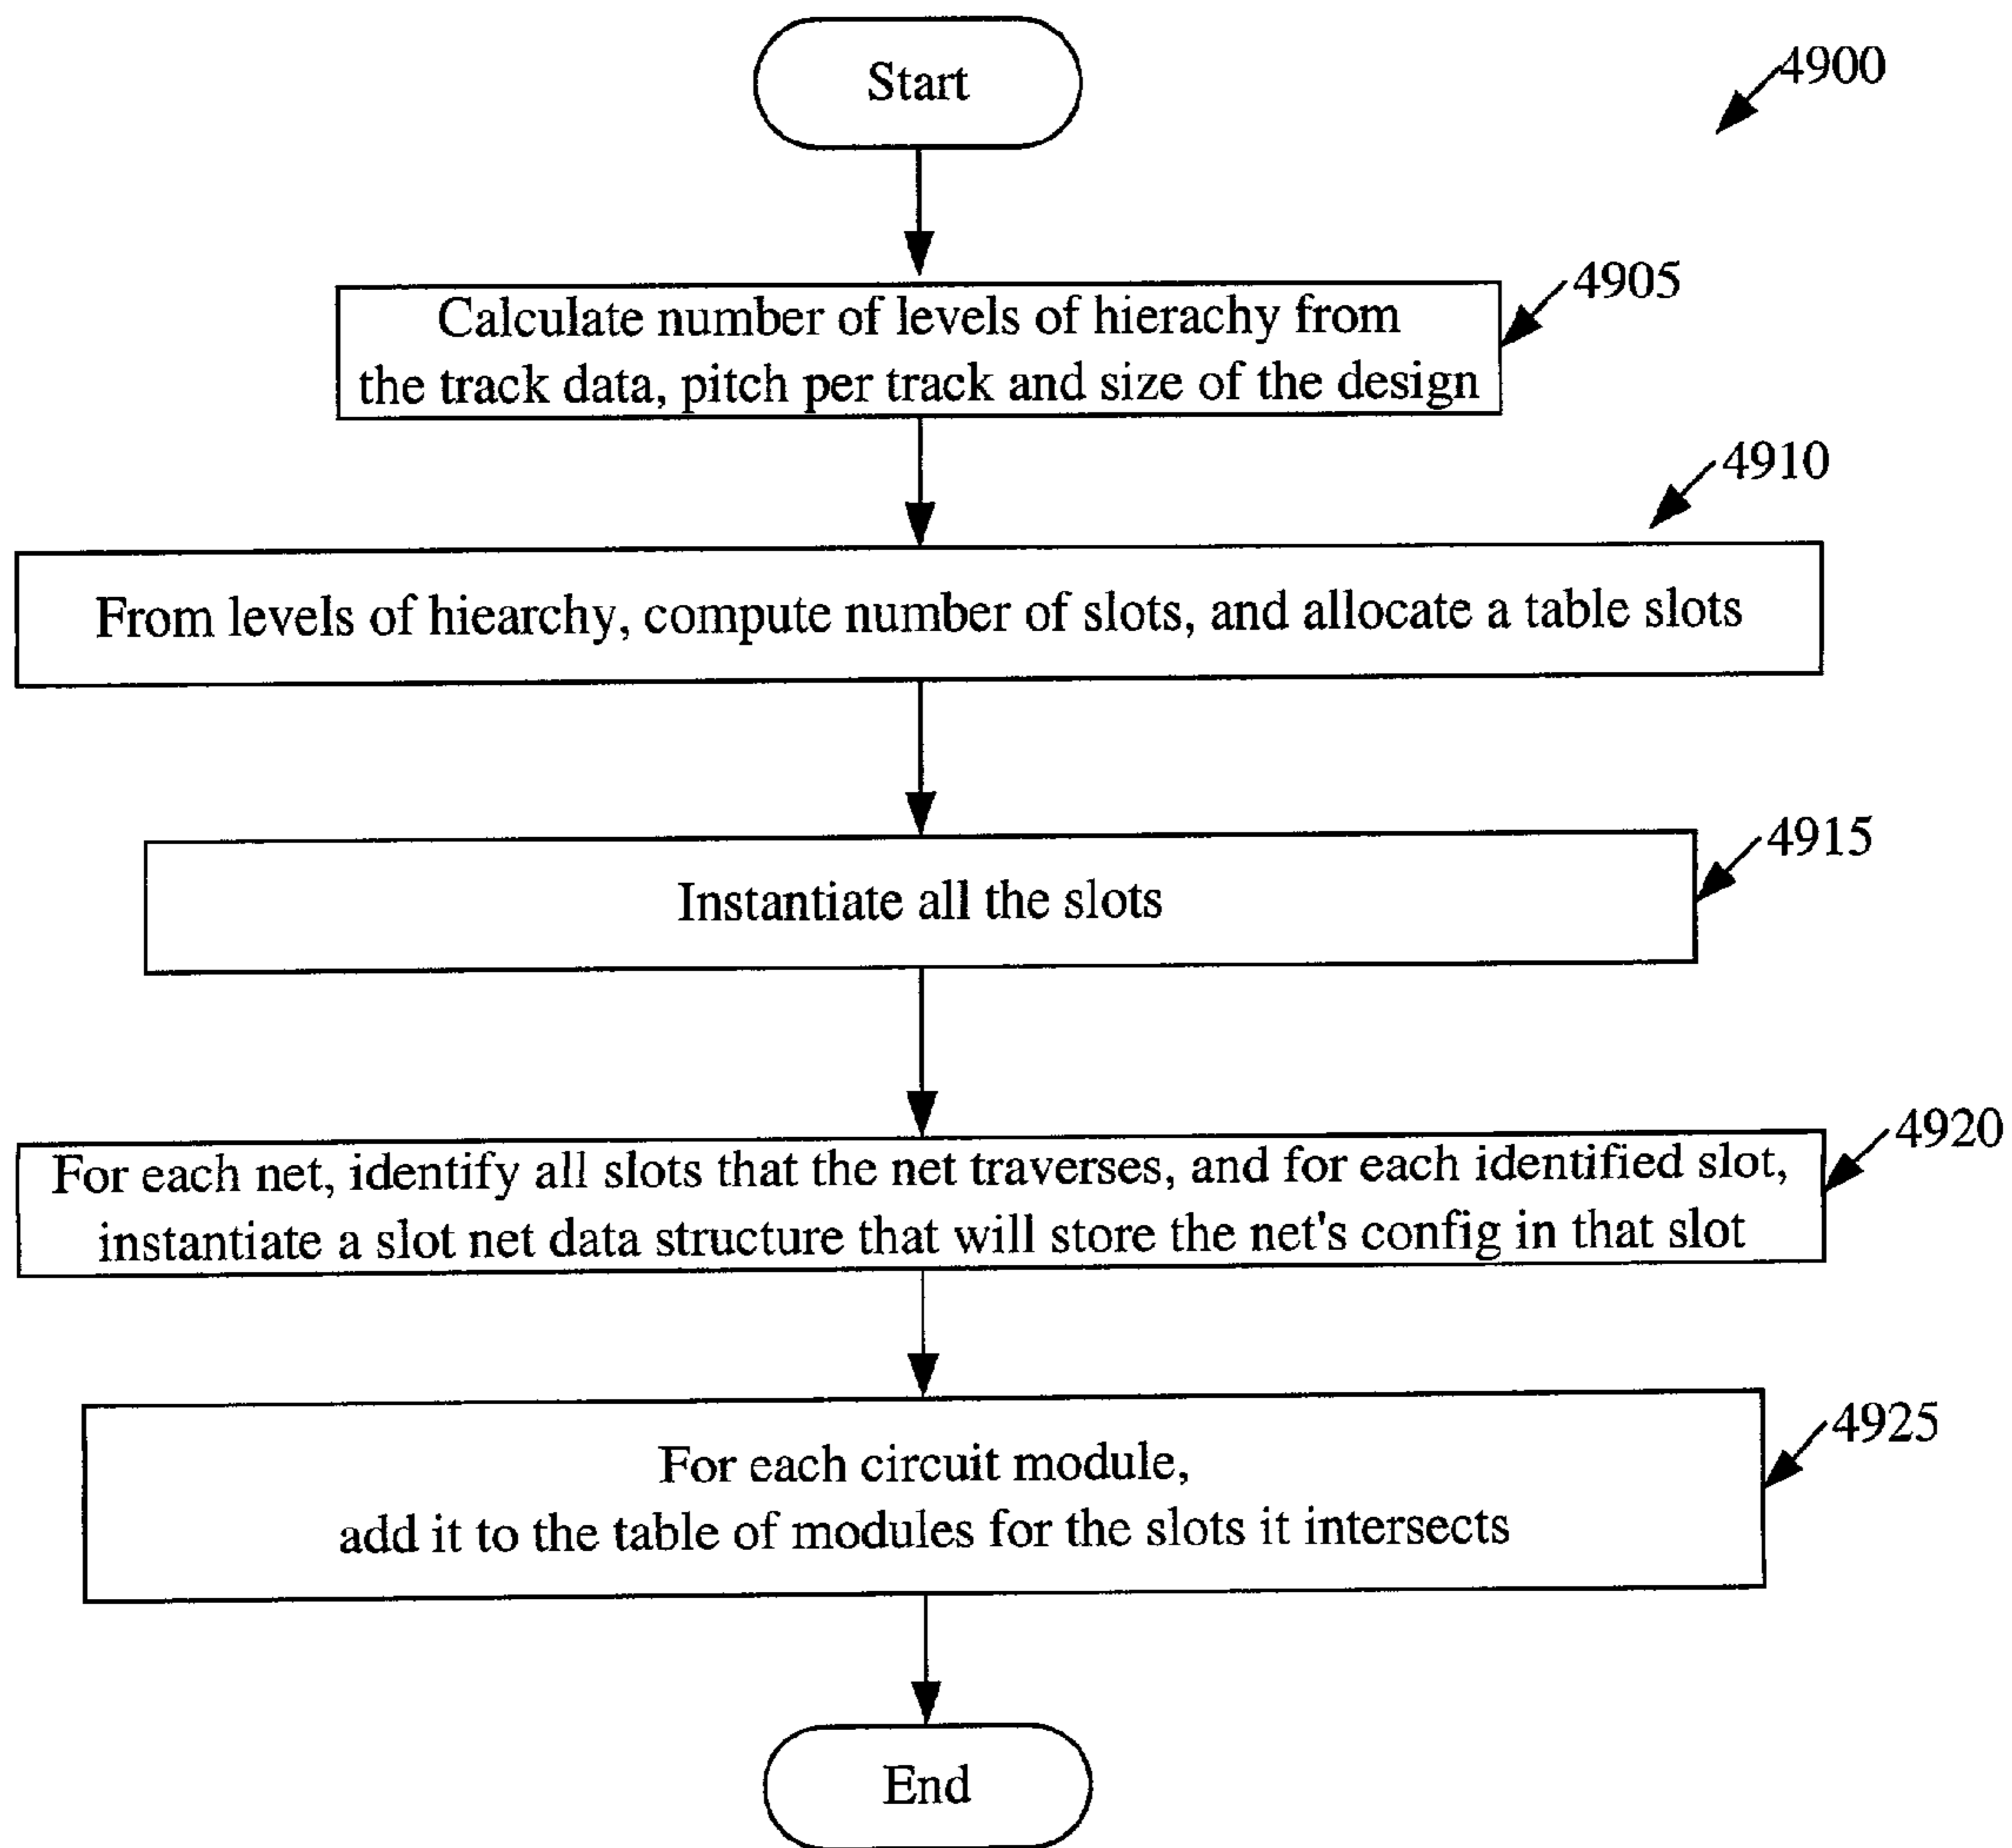 Start
4900
Calculate number of levels of hierachy from
the track data, pitch per track and size of the design
4905
4910
From levels of hiearchy, compute number of slots, and allocate a table slots
4915
Instantiate all the slots
4920
For each net, identify all slots that the net traverses, and for each identified slot,
instantiate a slot net data structure that will store the net's config in that slot
4925
For each circuit module,
add it to the table of modules for the slots it intersects
End